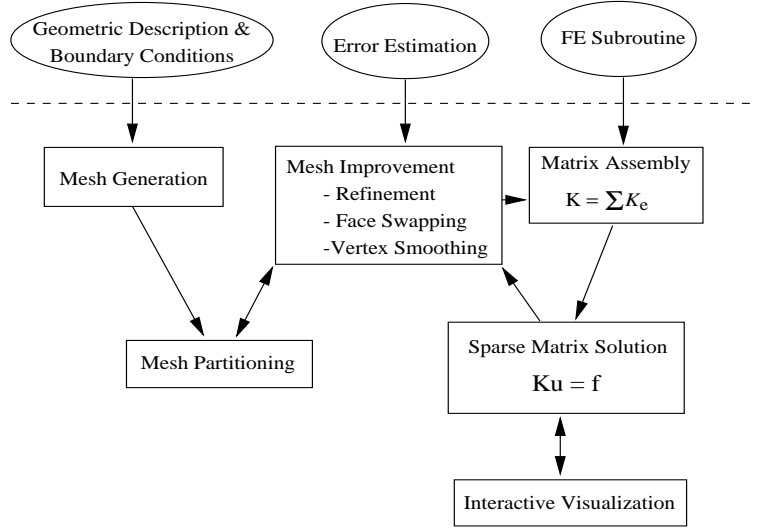 Geometric Description &
Boundary Conditions
Error Estimation
FE Subroutine
Mesh Generation
Mesh Improvement
- Refinement
- Face Swapping
-Vertex Smoothing
Matrix Assembly
K = ∑Kₑ
Mesh Partitioning
Sparse Matrix Solution
Ku = f
Interactive Visualization